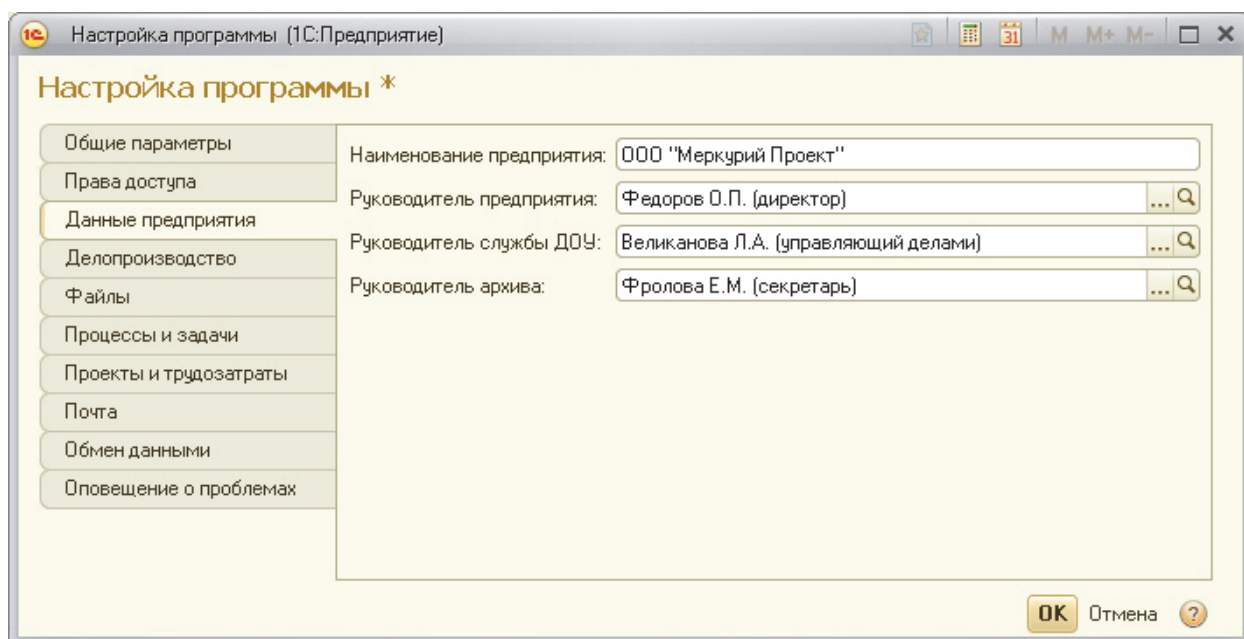 1С Настройка программы (1С:Предприятие) 31 M M+ M-
Настройка программы *
Общие параметры
Права доступа
Данные предприятия
Делопроизводство
Файлы
Процессы и задачи
Проекты и трудозатраты
Почта
Обмен данными
Оповещение о проблемах
Наименование предприятия: ООО "Меркурий Проект"
Руководитель предприятия: Федоров О.П. (директор) ...
Руководитель службы ДОУ: Великанова Л.А. (управляющий делами) ...
Руководитель архива: Фролова Е.М. (секретарь) ...
ОК Отмена ?